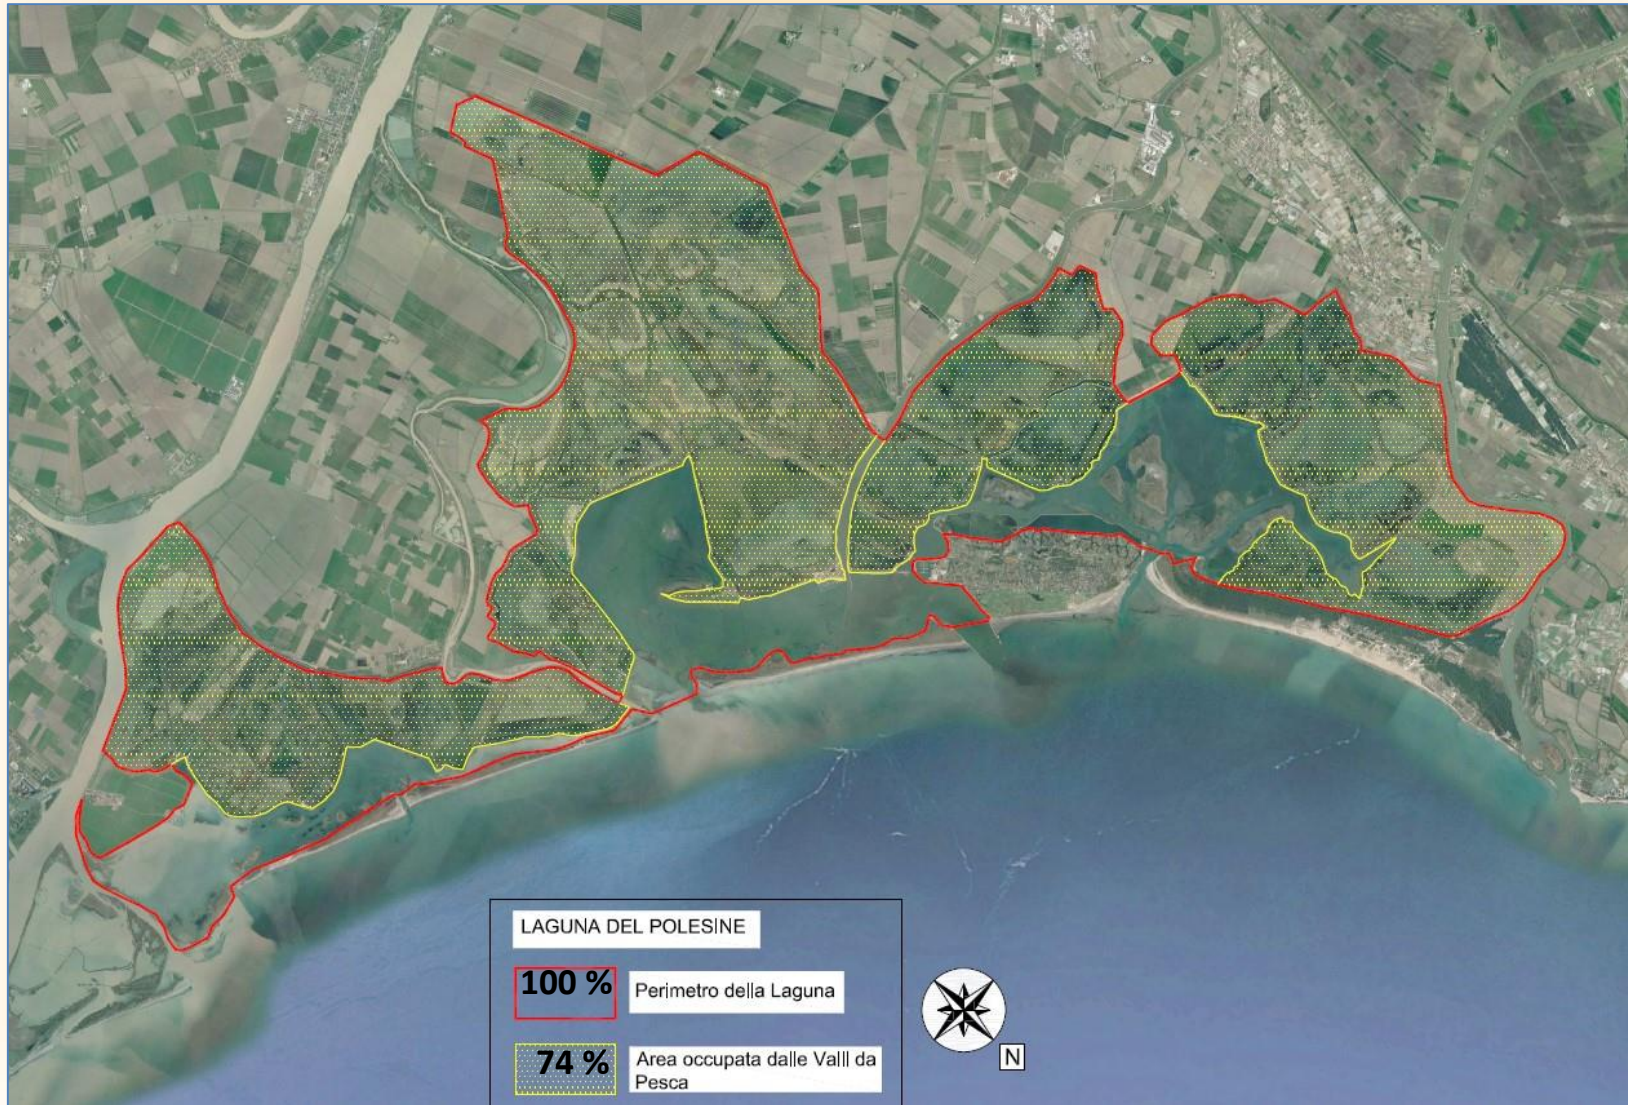 LAGUNA DEL POLESINE
100 %
Perimetro della Laguna
74 %
Area occupata dalle Valli da
Pesca
N